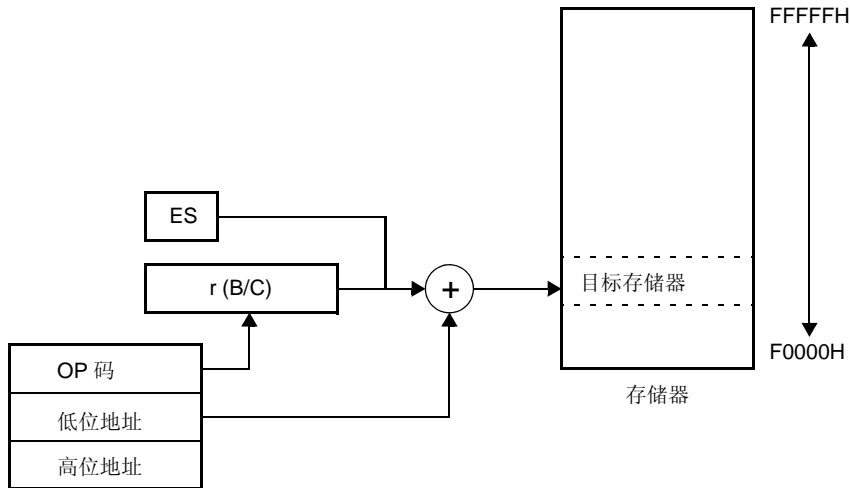 FFFFFH
ES
r (B/C)
+
目标存储器
OP 码
F0000H
低位地址
存储器
高位地址